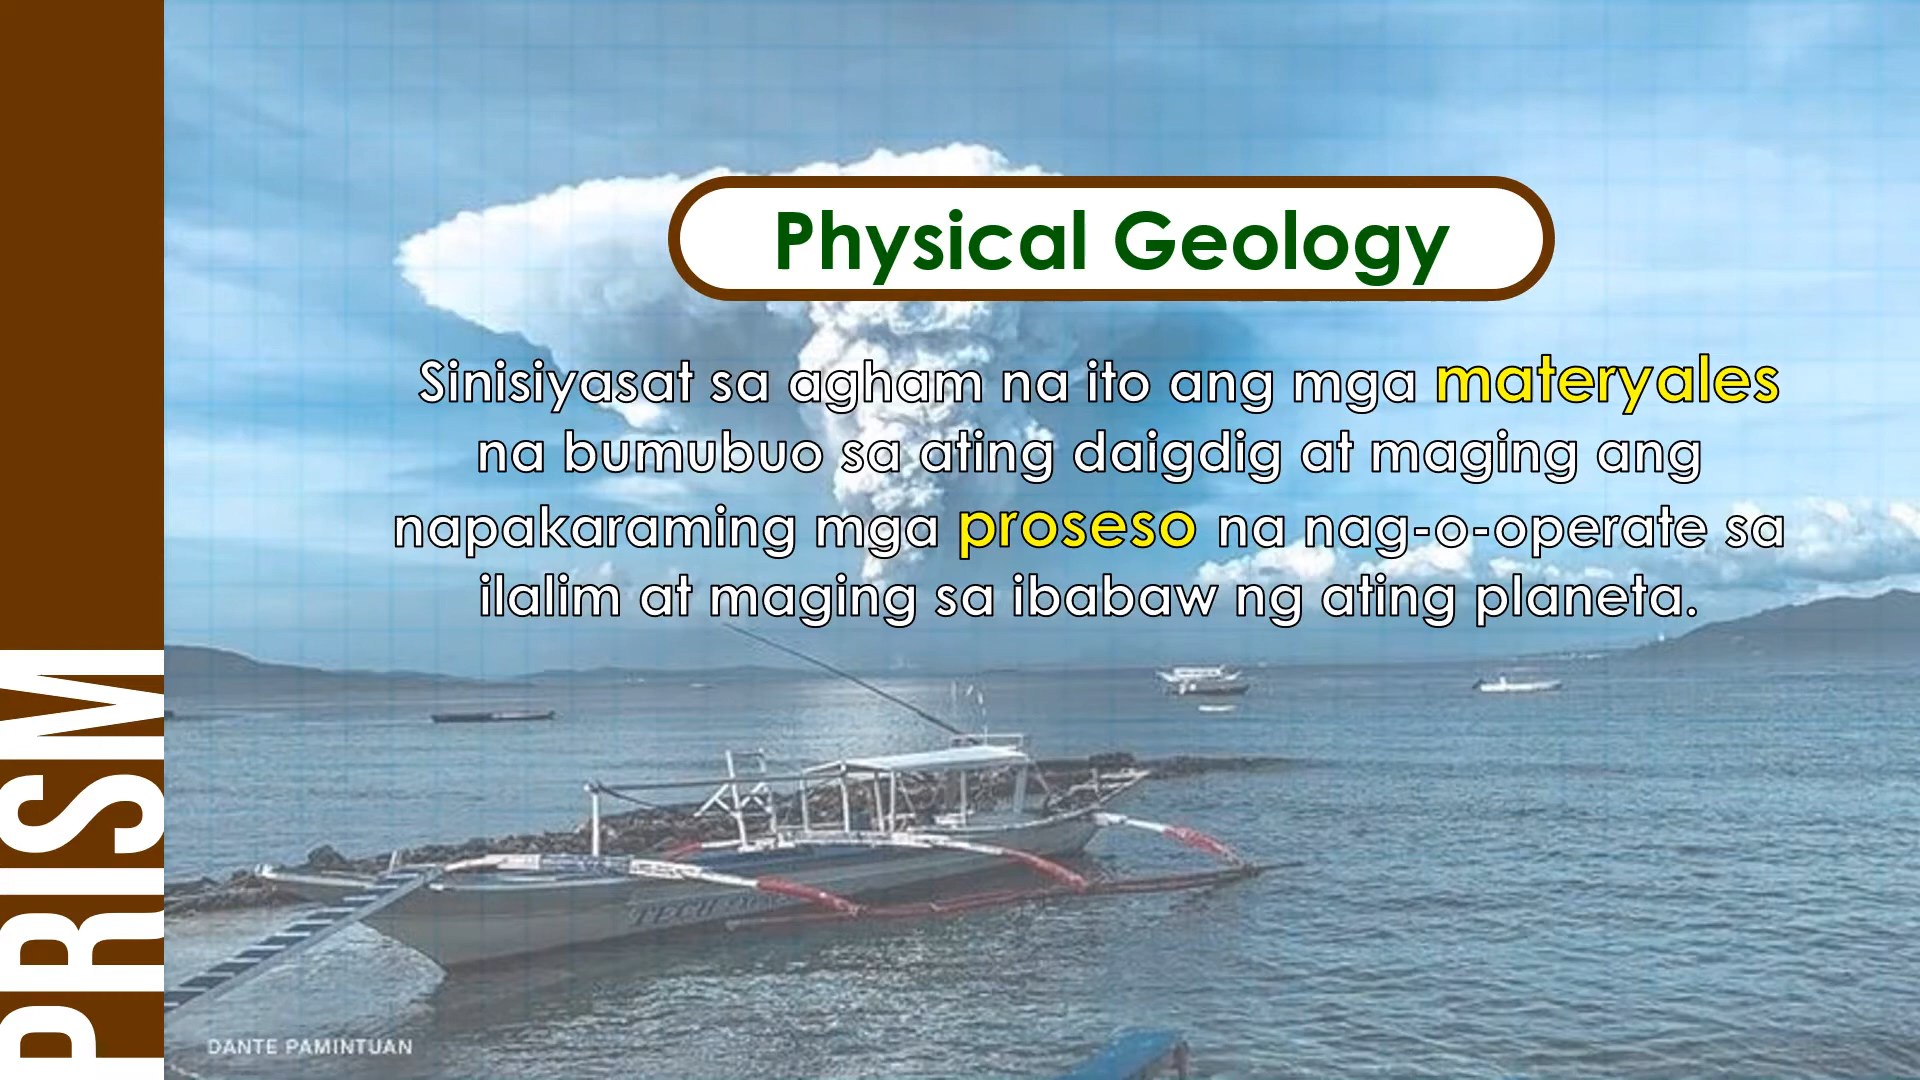 Physical Geology
Sinisiyasat sa agham na ito ang mga materyales
na bumubuo sa ating daigdig at maging ang
napakaraming mga proseso na nag-o-operate sa
ilalim at maging sa ibabaw ng ating planeta.
PRISM
DANTE PAMINTUAN